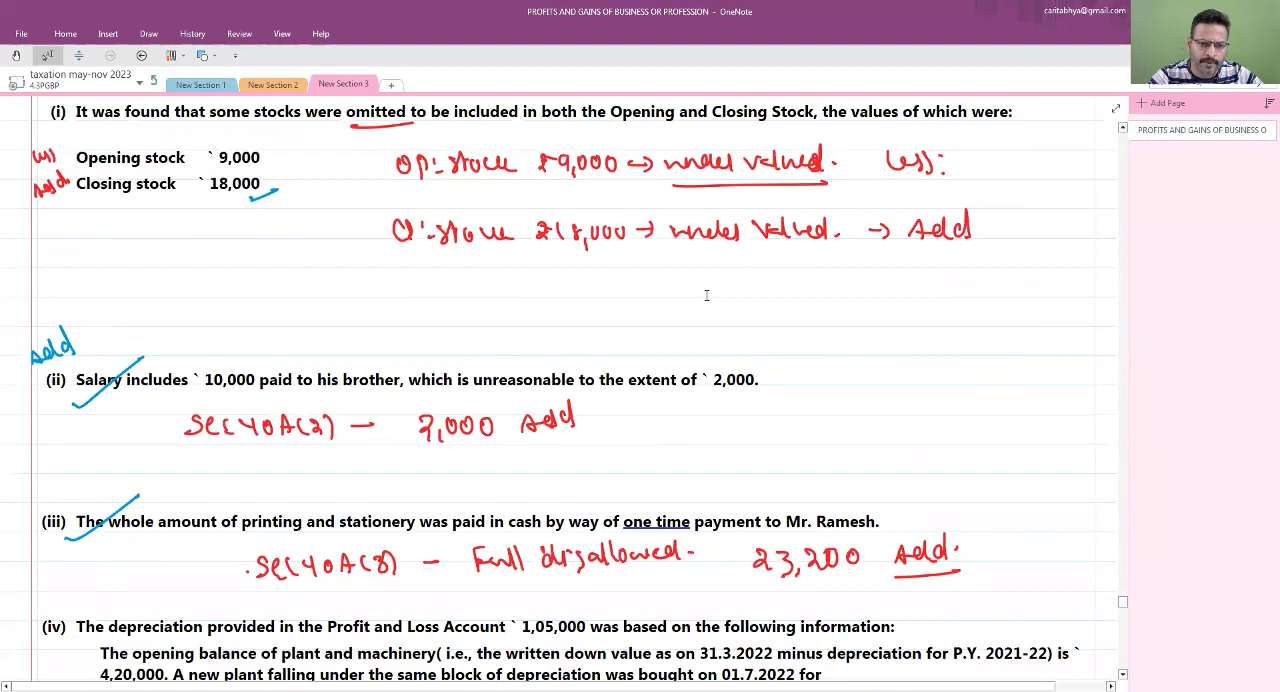 PROFITS AND GAINS OF BUSINESS OR PROFESSION - OneNote
caritabhya@gmail.com
File Home Insert Draw History Review View Help
taxation may-nov 2023
4.3PGBP
New Section 1 New Section 2 New Section 3 +
Add Page
PROFITS AND GAINS OF BUSINESS O
(i) It was found that some stocks were omitted to be included in both the Opening and Closing Stock, the values of which were:
Less Opening stock ` 9,000 Op. Stock ₹9,000 → under valued. Less:
Add Closing stock ` 18,000 Cl. Stock ₹18,000 → under valued. → Add
Add
(ii) Salary includes ` 10,000 paid to his brother, which is unreasonable to the extent of ` 2,000.
Sec 40A(2) — 2,000 Add
(iii) The whole amount of printing and stationery was paid in cash by way of one time payment to Mr. Ramesh.
Sec 40A(3) — Full disallowed. 23,200 Add.
(iv) The depreciation provided in the Profit and Loss Account ` 1,05,000 was based on the following information:
The opening balance of plant and machinery( i.e., the written down value as on 31.3.2022 minus depreciation for P.Y. 2021-22) is `
4,20,000. A new plant falling under the same block of depreciation was bought on 01.7.2022 for